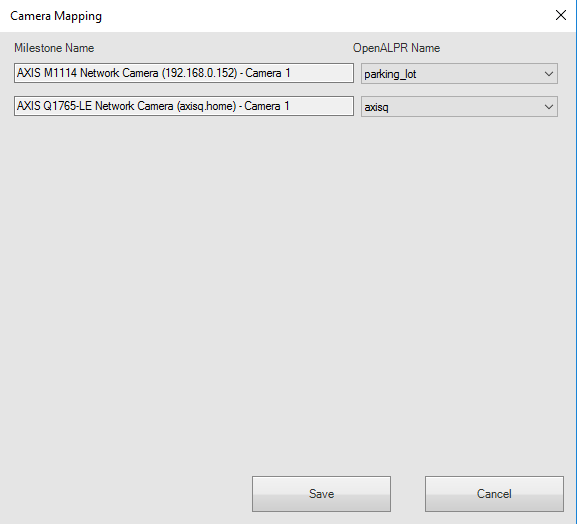 Camera Mapping
Milestone Name OpenALPR Name
AXIS M1114 Network Camera (192.168.0.152) - Camera 1 parking_lot
AXIS Q1765-LE Network Camera (axisq.home) - Camera 1 axisq
Save Cancel